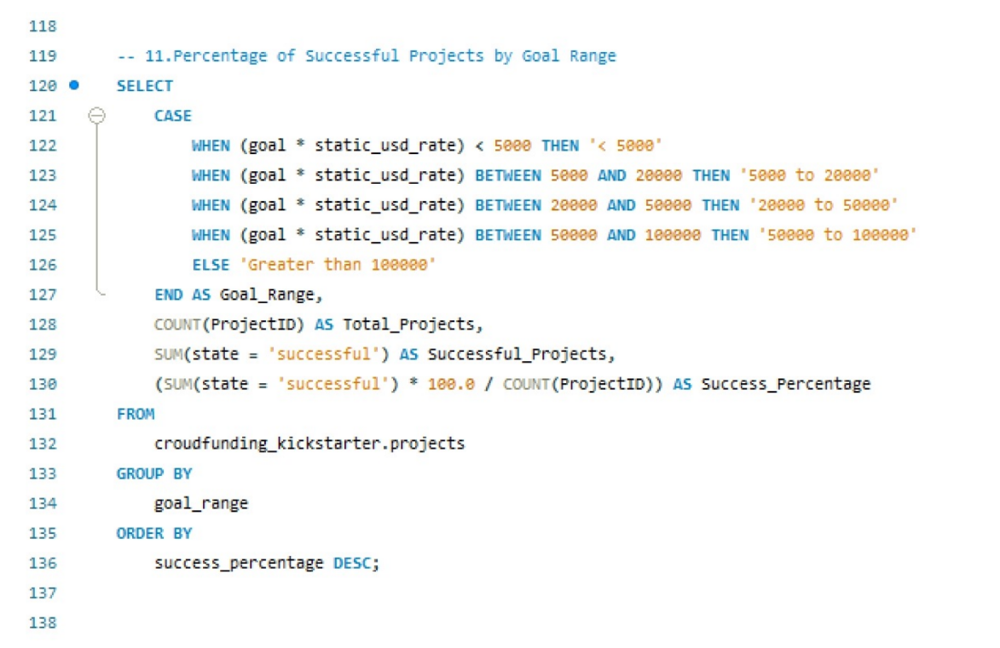 118
119 -- 11.Percentage of Successful Projects by Goal Range
120 SELECT
121 CASE
122 WHEN (goal * static_usd_rate) < 5000 THEN '< 5000'
123 WHEN (goal * static_usd_rate) BETWEEN 5000 AND 20000 THEN '5000 to 20000'
124 WHEN (goal * static_usd_rate) BETWEEN 20000 AND 50000 THEN '20000 to 50000'
125 WHEN (goal * static_usd_rate) BETWEEN 50000 AND 100000 THEN '50000 to 100000'
126 ELSE 'Greater than 100000'
127 END AS Goal_Range,
128 COUNT(ProjectID) AS Total_Projects,
129 SUM(state = 'successful') AS Successful_Projects,
130 (SUM(state = 'successful') * 100.0 / COUNT(ProjectID)) AS Success_Percentage
131 FROM
132 croudfunding_kickstarter.projects
133 GROUP BY
134 goal_range
135 ORDER BY
136 success_percentage DESC;
137
138